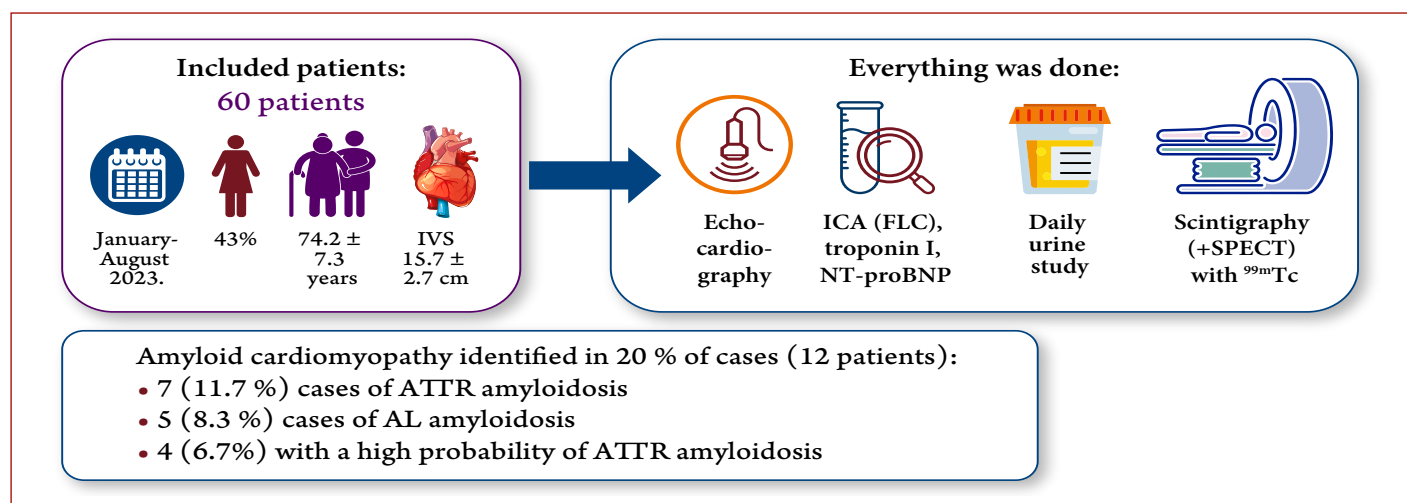 Included patients:
60 patients
January-
August
2023.
43%
74.2 ±
7.3
years
IVS
15.7 ±
2.7 cm
Everything was done:
Echo-
cardio-
graphy
ICA (FLC),
troponin I,
NT-proBNP
Daily
urine
study
Scintigraphy
(+SPECT)
with ⁹⁹ᵐTc
Amyloid cardiomyopathy identified in 20 % of cases (12 patients):
• 7 (11.7 %) cases of ATTR amyloidosis
• 5 (8.3 %) cases of AL amyloidosis
• 4 (6.7%) with a high probability of ATTR amyloidosis